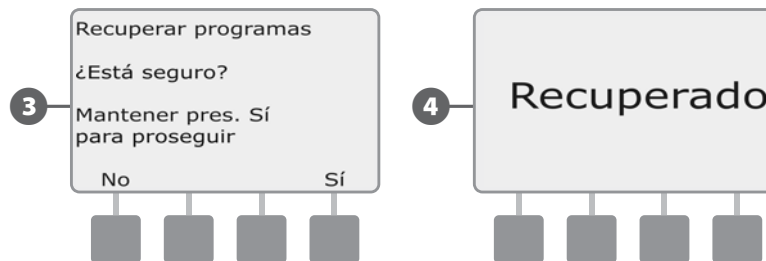 3
Recuperar programas
¿Está seguro?
Mantener pres. Sí
para proseguir
No Sí
4
Recuperado